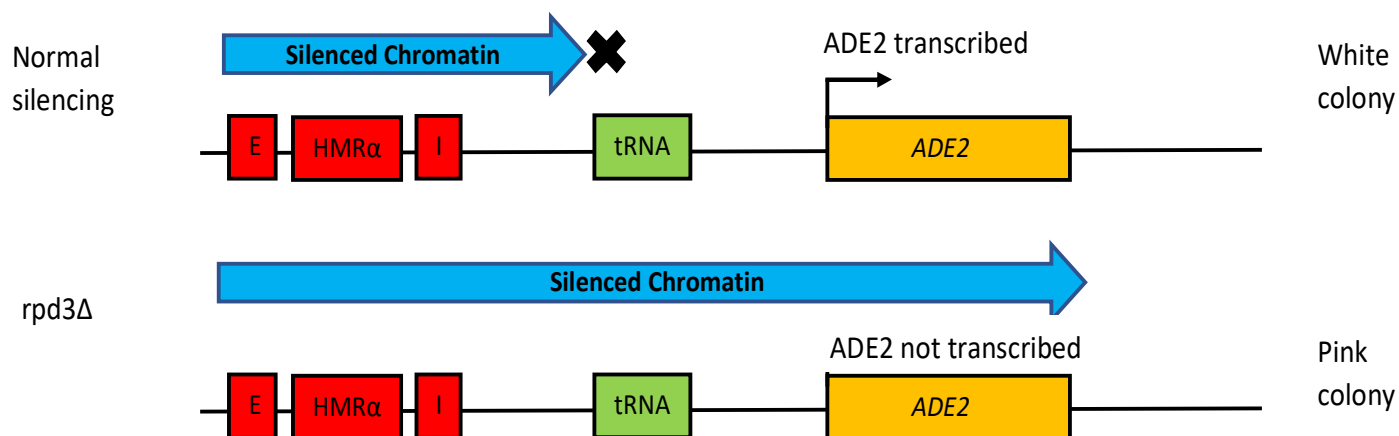 Normal
silencing
Silenced Chromatin
ADE2 transcribed
White
colony
E
HMRα
I
tRNA
ADE2
rpd3Δ
Silenced Chromatin
ADE2 not transcribed
Pink
colony
E
HMRα
I
tRNA
ADE2